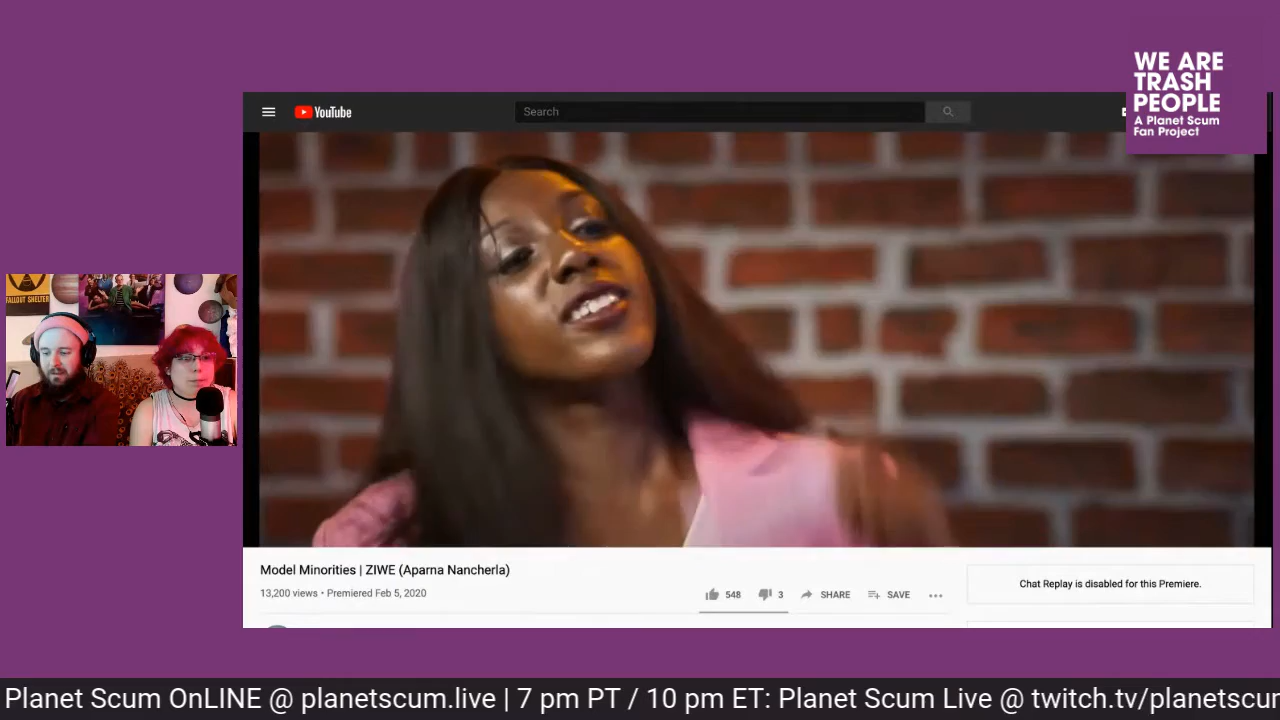 WE ARE
TRASH
PEOPLE
A Planet Scum
Fan Project
YouTube
Search
FALLOUT SHELTER
Model Minorities | ZIWE (Aparna Nancherla)
13,200 views • Premiered Feb 5, 2020
548
3
SHARE
SAVE
Chat Replay is disabled for this Premiere.
Planet Scum OnLINE @ planetscum.live | 7 pm PT / 10 pm ET: Planet Scum Live @ twitch.tv/planetscum